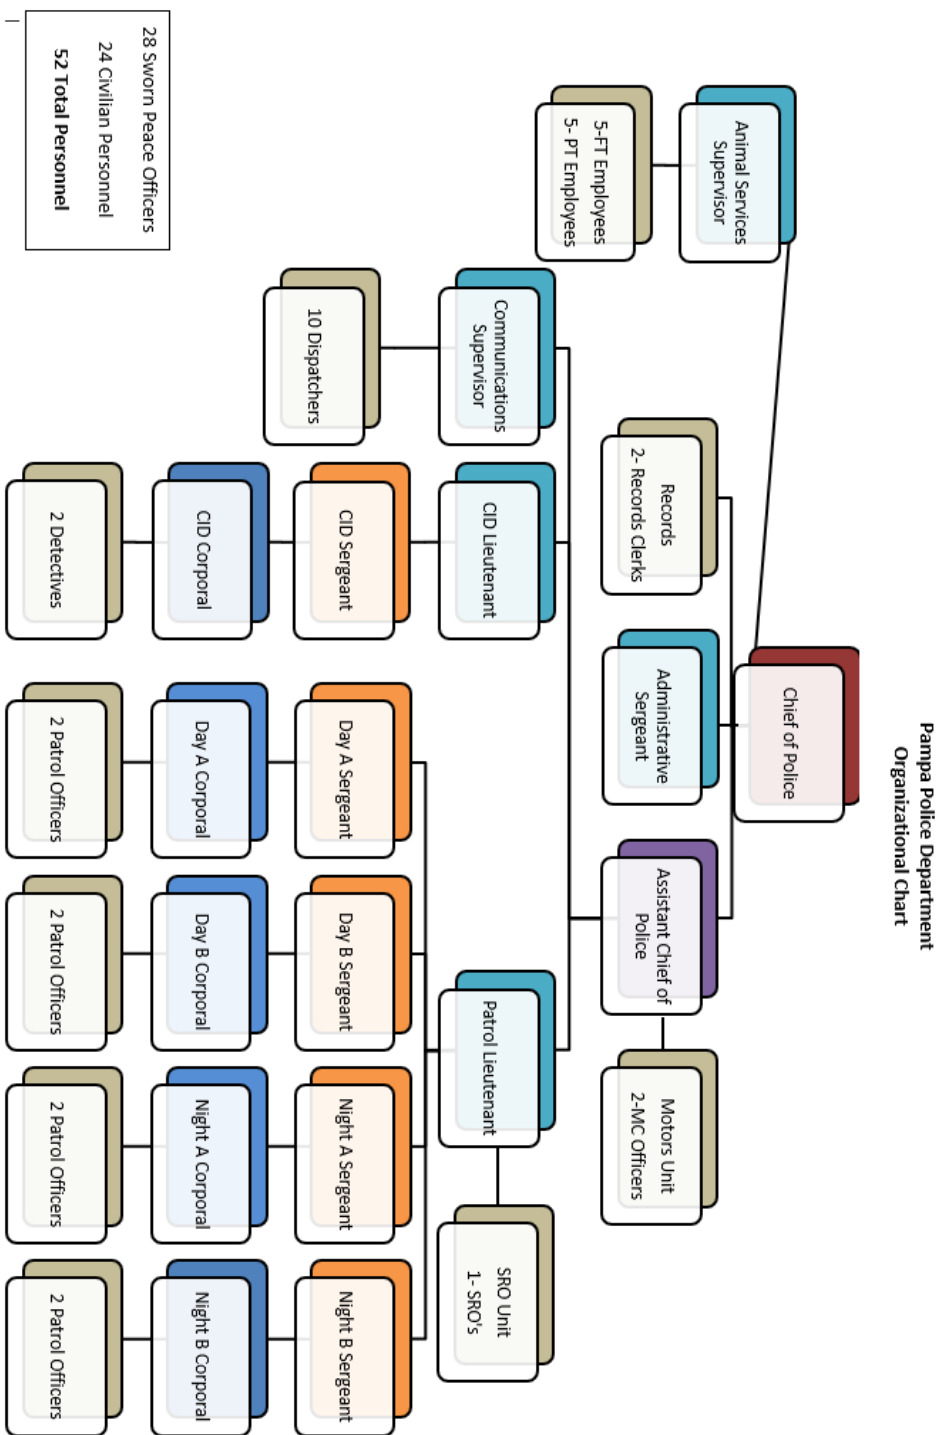 Pampa Police Department
Organizational Chart
Chief of Police
Animal Services
Supervisor
5-FT Employees
5- PT Employees
Records
2- Records Clerks
Administrative
Sergeant
Assistant Chief of
Police
Motors Unit
2-MC Officers
Communications
Supervisor
10 Dispatchers
CID Lieutenant
CID Sergeant
CID Corporal
2 Detectives
Patrol Lieutenant
SRO Unit
1- SRO's
Day A Sergeant
Day B Sergeant
Night A Sergeant
Night B Sergeant
Day A Corporal
Day B Corporal
Night A Corporal
Night B Corporal
2 Patrol Officers
2 Patrol Officers
2 Patrol Officers
2 Patrol Officers
28 Sworn Peace Officers
24 Civilian Personnel
52 Total Personnel